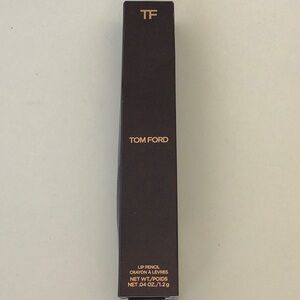 TF
TOM FORD
LIP PENCIL
CRAYON À LÈVRES
NET WT./POIDS
NET .04 OZ./1.2 g